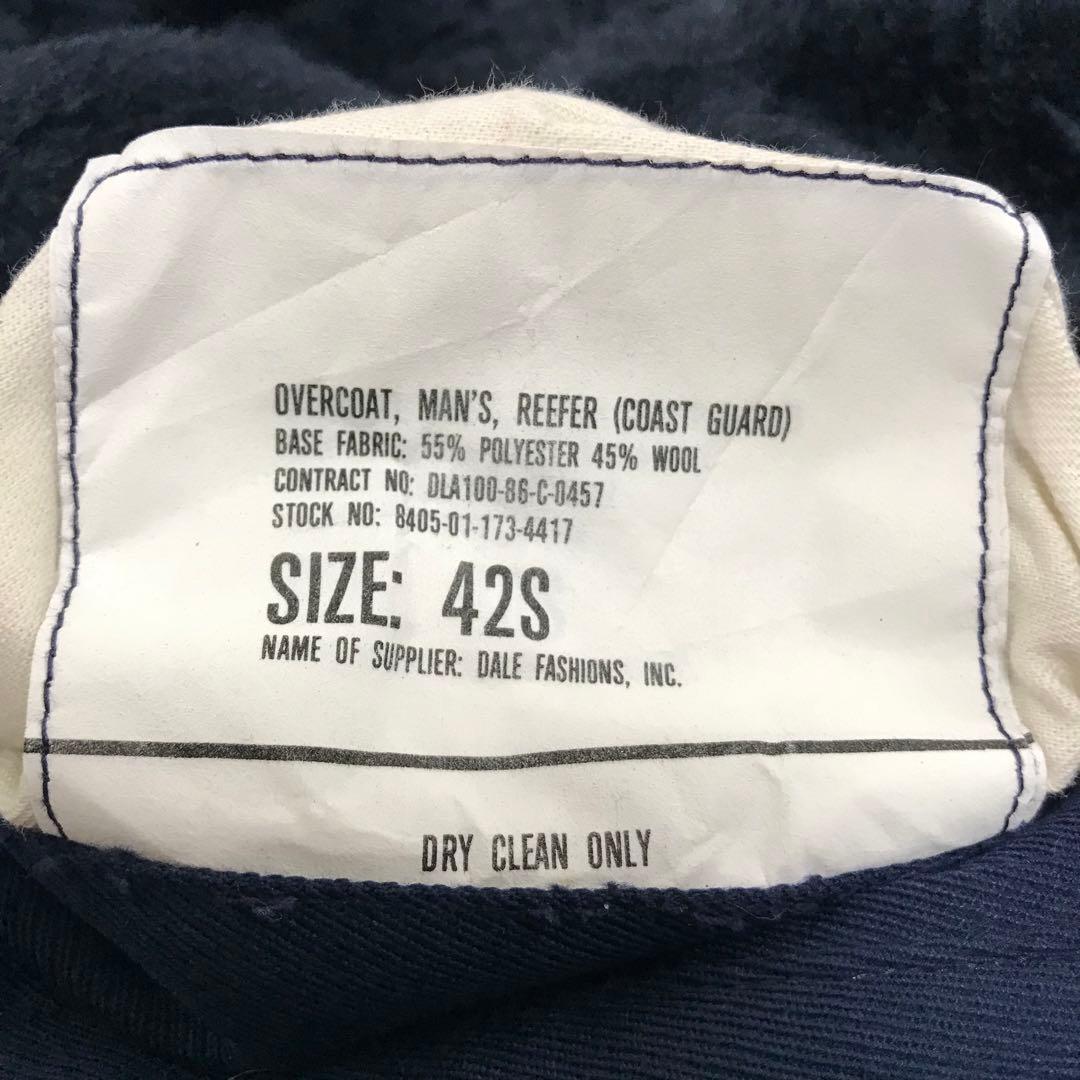 OVERCOAT, MAN'S, REEFER (COAST GUARD)
BASE FABRIC: 55% POLYESTER 45% WOOL
CONTRACT NO: DLA100-86-C-0457
STOCK NO: 8405-01-173-4417
SIZE: 42S
NAME OF SUPPLIER: DALE FASHIONS, INC.
DRY CLEAN ONLY